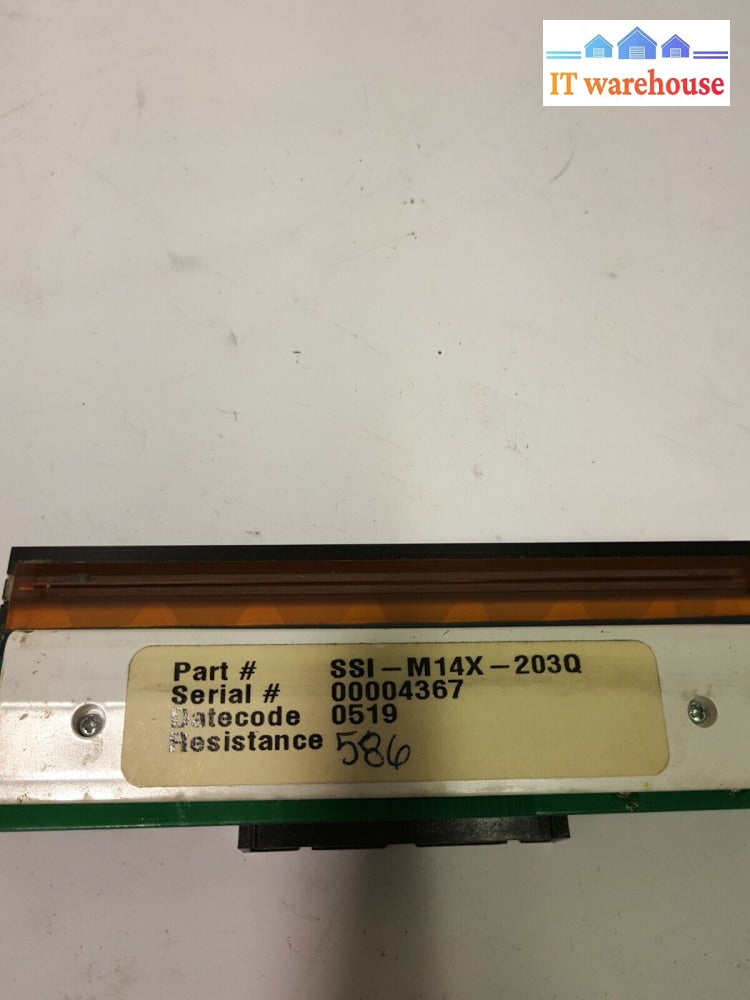 IT warehouse
Part # SSI-M14X-203Q
Serial # 00004367
Datecode 0519
Resistance 586